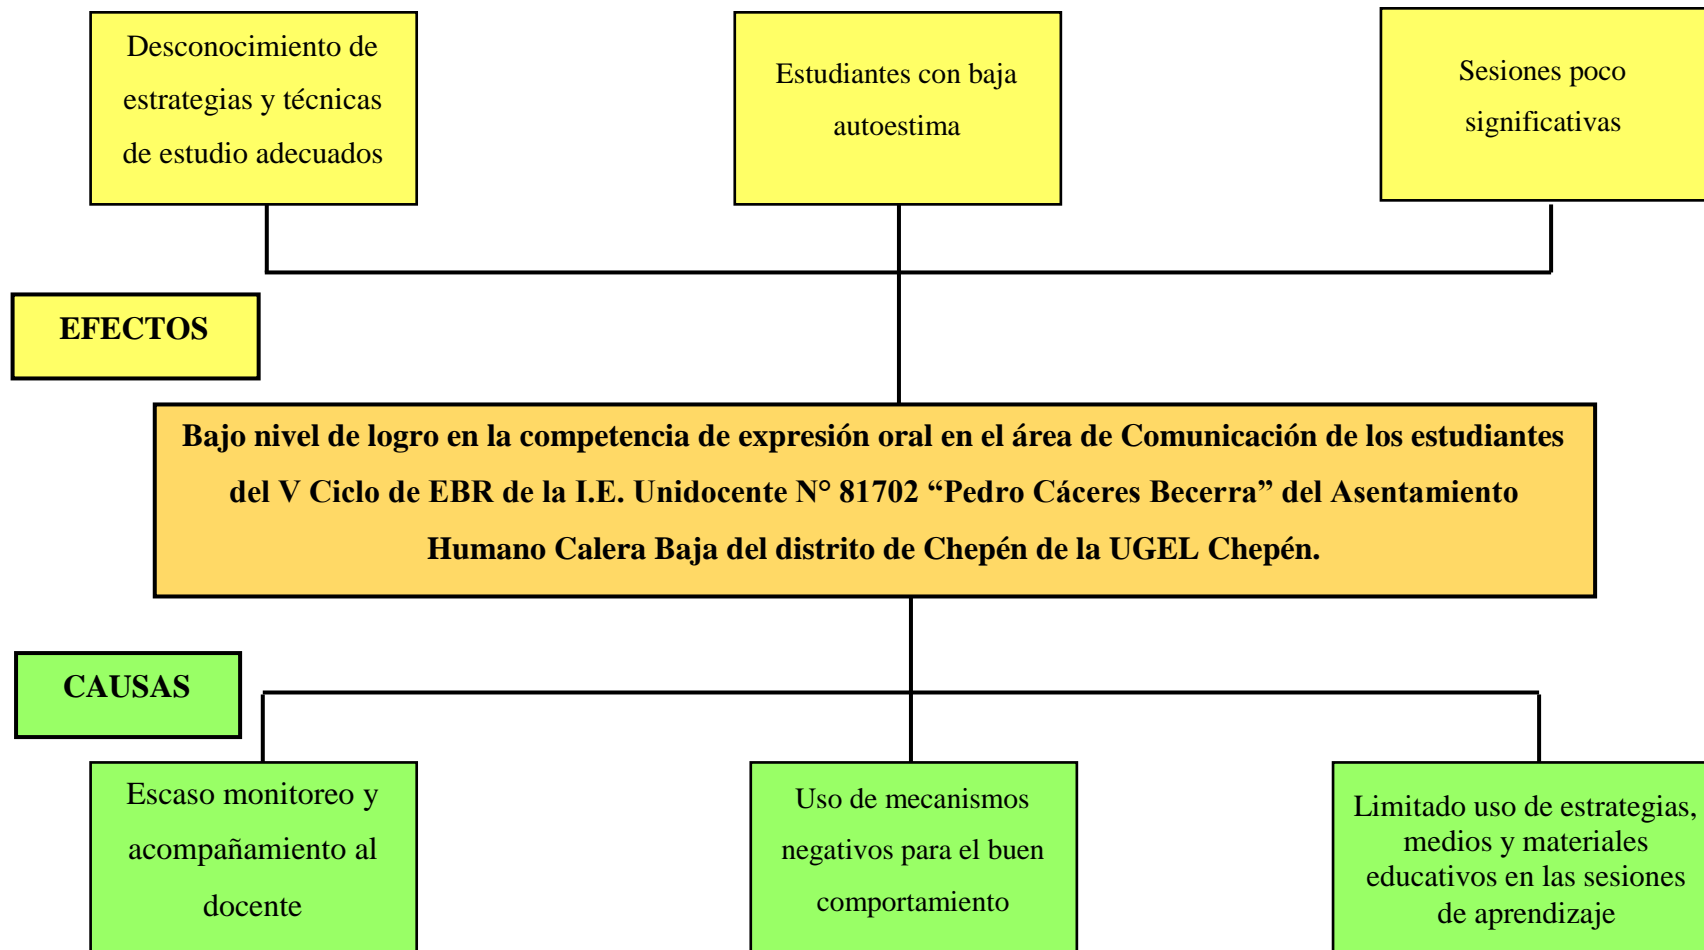 Desconocimiento de
estrategias y técnicas
de estudio adecuados
Estudiantes con baja
autoestima
Sesiones poco
significativas
EFECTOS
Bajo nivel de logro en la competencia de expresión oral en el área de Comunicación de los estudiantes
del V Ciclo de EBR de la I.E. Unidocente N° 81702 “Pedro Cáceres Becerra” del Asentamiento
Humano Calera Baja del distrito de Chepén de la UGEL Chepén.
CAUSAS
Escaso monitoreo y
acompañamiento al
docente
Uso de mecanismos
negativos para el buen
comportamiento
Limitado uso de estrategias,
medios y materiales
educativos en las sesiones
de aprendizaje